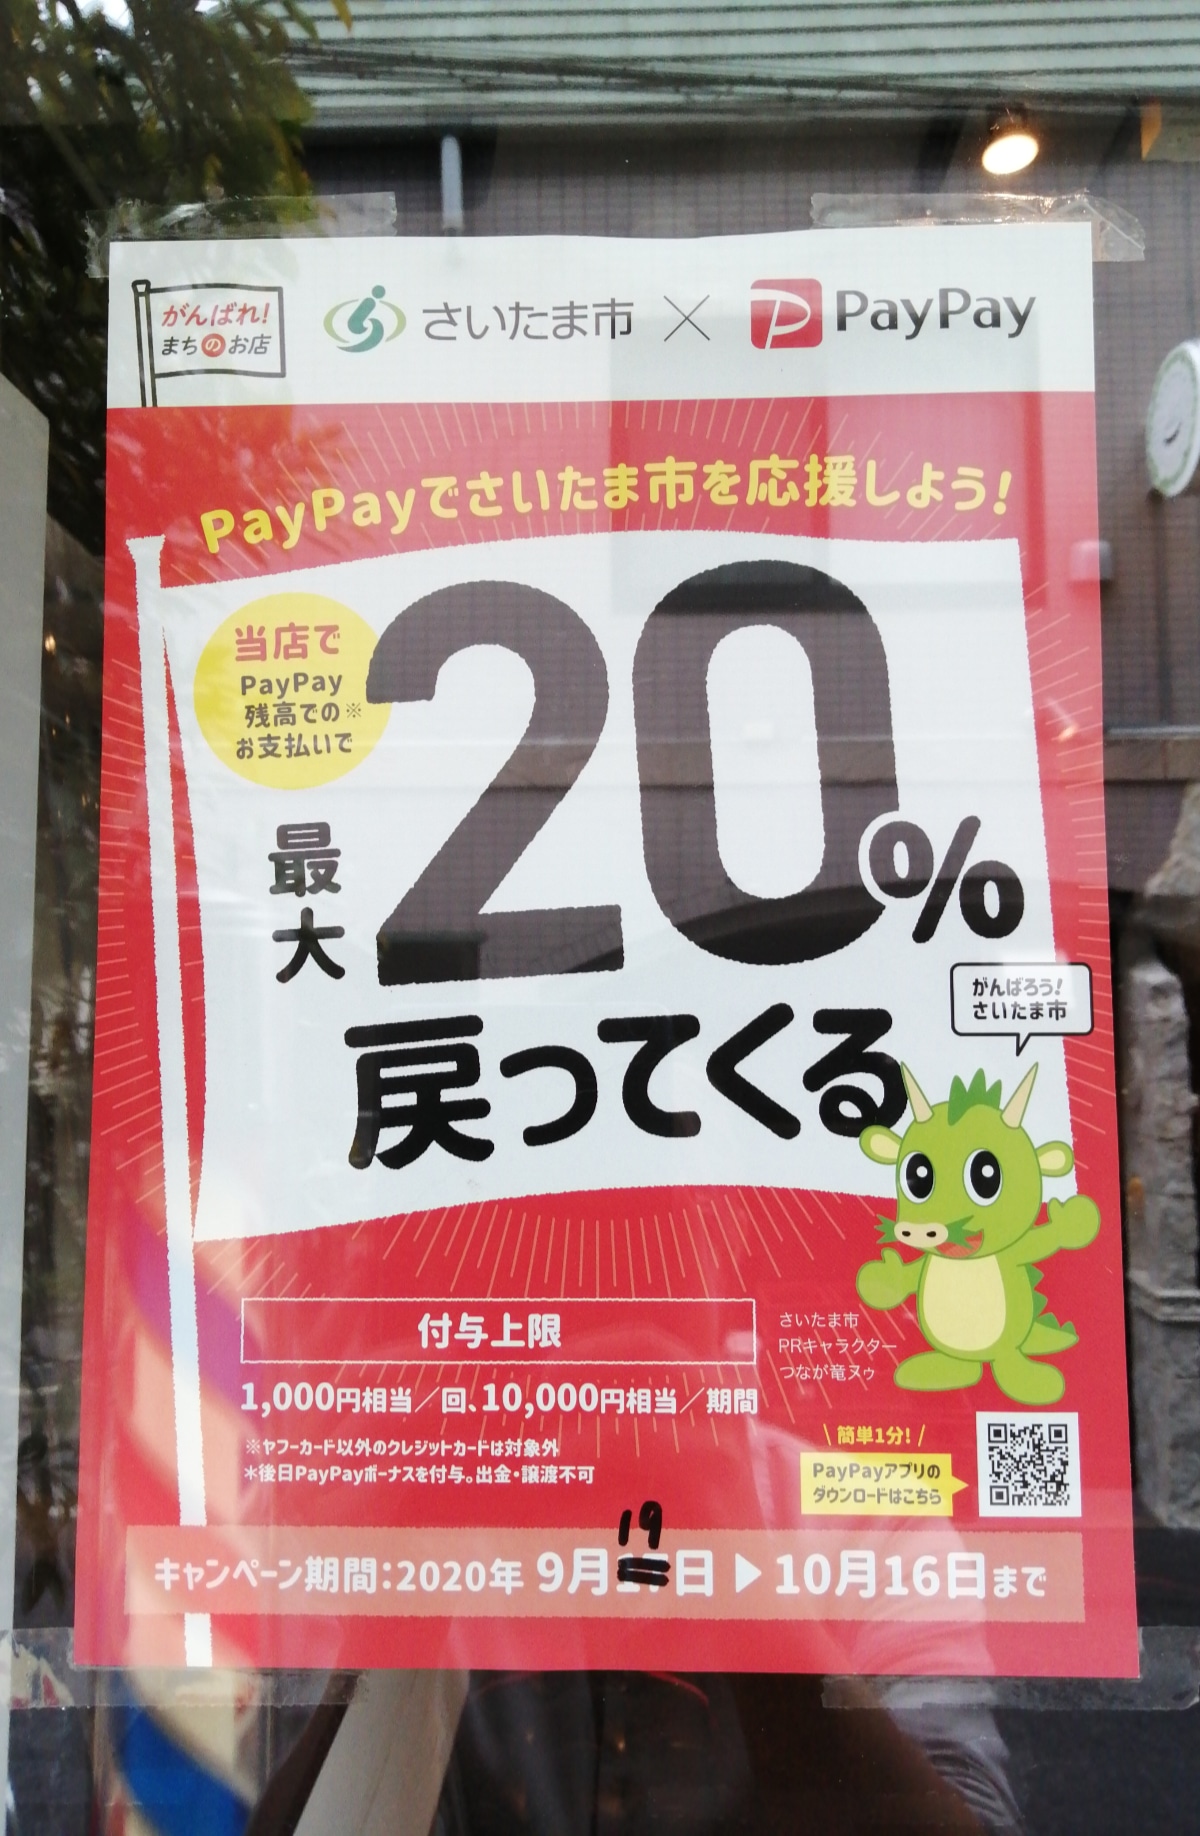 がんばれ!
まちのお店
さいたま市 × PayPay
PayPayでさいたま市を応援しよう!
当店で
PayPay
残高での※
お支払いで
最大
20%
戻ってくる
がんばろう!
さいたま市
付与上限
1,000円相当/回、10,000円相当/期間
※ヤフーカード以外のクレジットカードは対象外
*後日PayPayボーナスを付与。出金・譲渡不可
さいたま市
PRキャラクター
つなが竜ヌゥ
簡単1分!
PayPayアプリの
ダウンロードはこちら
19
キャンペーン期間:2020年 9月日▶10月16日まで